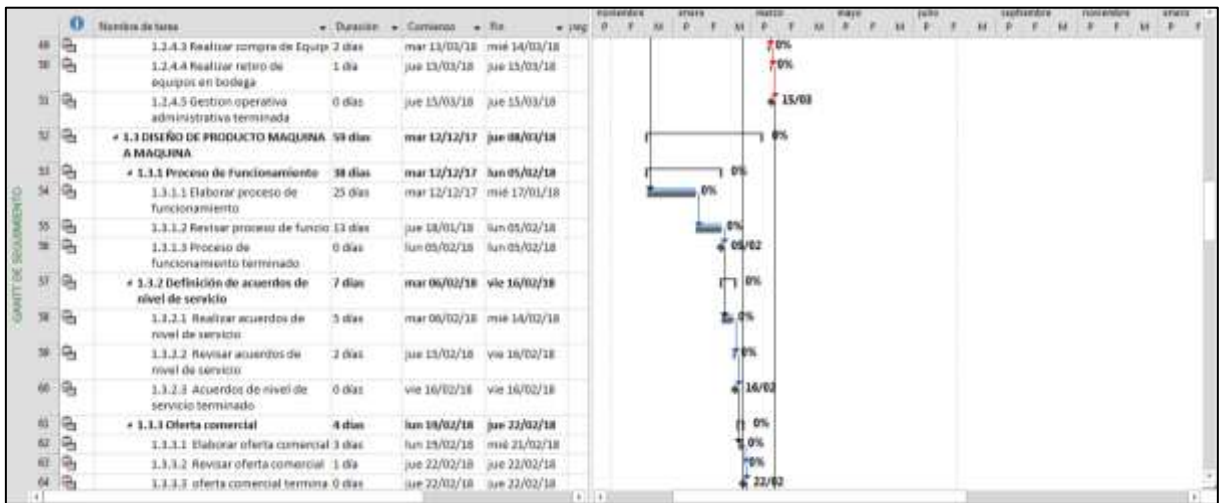 noviembre enero marzo mayo julio septiembre noviembre enero
Nombre de tarea Duración Comienzo Fin P F M P F M P F M P F M P F M P F M P F
49 1.2.4.3 Realizar compra de Equip 2 días mar 13/03/18 mié 14/03/18 0%
50 1.2.4.4 Realizar retiro de 1 día jue 15/03/18 jue 15/03/18 0%
equipos en bodega
51 1.2.4.5 Gestion operativa 0 días jue 15/03/18 jue 15/03/18 15/03
administrativa terminada
52 1.3 DISEÑO DE PRODUCTO MAQUINA 59 días mar 12/12/17 jue 08/03/18 0%
A MAQUINA
53 1.3.1 Proceso de Funcionamiento 38 días mar 12/12/17 lun 05/02/18 0%
54 1.3.1.1 Elaborar proceso de 25 días mar 12/12/17 mié 17/01/18 0%
funcionamiento
55 1.3.1.2 Revisar proceso de funcio 13 días jue 18/01/18 lun 05/02/18 0%
56 1.3.1.3 Proceso de 0 días lun 05/02/18 lun 05/02/18 05/02
funcionamiento terminado
57 1.3.2 Definición de acuerdos de 7 días mar 06/02/18 vie 16/02/18 0%
nivel de servicio
58 1.3.2.1 Realizar acuerdos de 5 días mar 06/02/18 mié 14/02/18 0%
nivel de servicio
59 1.3.2.2 Revisar acuerdos de 2 días jue 15/02/18 vie 16/02/18 0%
nivel de servicio
60 1.3.2.3 Acuerdos de nivel de 0 días vie 16/02/18 vie 16/02/18 16/02
servicio terminado
61 1.3.3 Oferta comercial 4 días lun 19/02/18 jue 22/02/18 0%
62 1.3.3.1 Elaborar oferta comercial 3 días lun 19/02/18 mié 21/02/18 0%
63 1.3.3.2 Revisar oferta comercial 1 día jue 22/02/18 jue 22/02/18 0%
64 1.3.3.3 oferta comercial termina 0 días jue 22/02/18 jue 22/02/18 22/02
GANTT DE SEGUIMIENTO